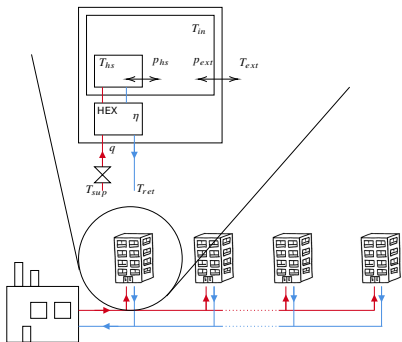 T_in
T_hs p_hs p_ext T_ext
HEX η
q
T_sup T_ret